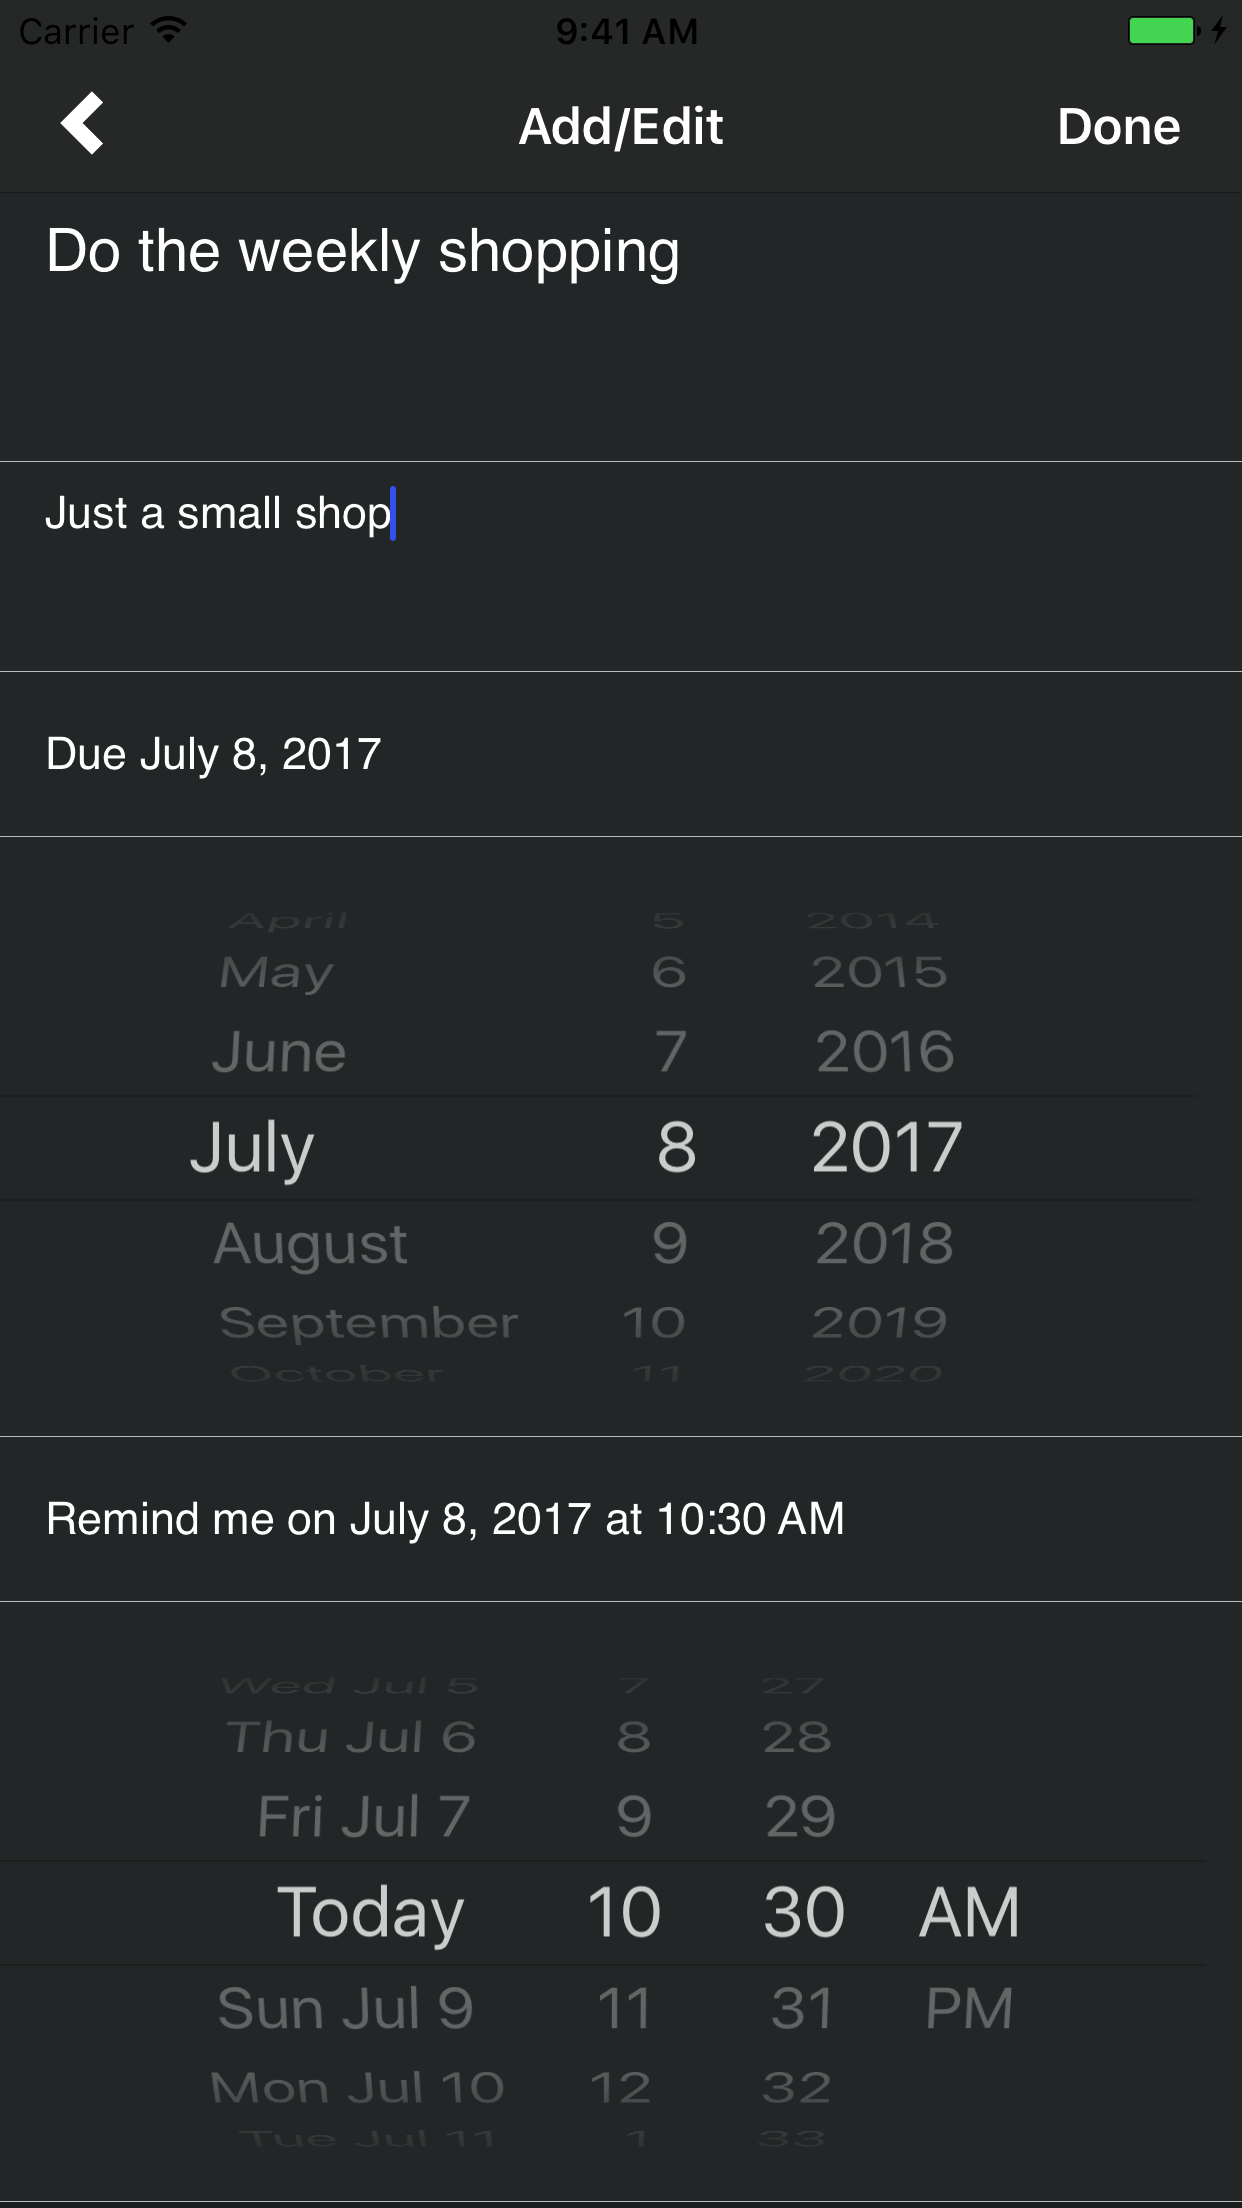 Carrier 9:41 AM
Add/Edit Done
Do the weekly shopping
Just a small shop
Due July 8, 2017
April 5 2014
May 6 2015
June 7 2016
July 8 2017
August 9 2018
September 10 2019
October 11 2020
Remind me on July 8, 2017 at 10:30 AM
Wed Jul 5 7 27
Thu Jul 6 8 28
Fri Jul 7 9 29
Today 10 30 AM
Sun Jul 9 11 31 PM
Mon Jul 10 12 32
Tue Jul 11 1 33